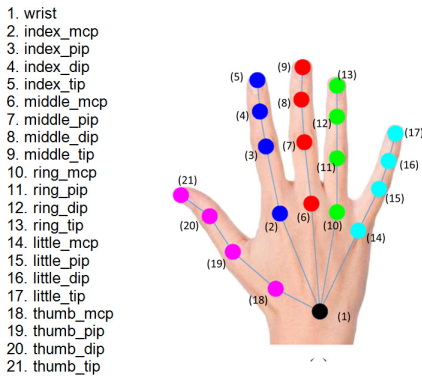 1. wrist
2. index_mcp
3. index_pip
4. index_dip
5. index_tip
6. middle_mcp
7. middle_pip
8. middle_dip
9. middle_tip
10. ring_mcp
11. ring_pip
12. ring_dip
13. ring_tip
14. little_mcp
15. little_pip
16. little_dip
17. little_tip
18. thumb_mcp
19. thumb_pip
20. thumb_dip
21. thumb_tip
(9)
(5)
(13)
(8)
(4)
(12)
(17)
(7)
(3)
(11)
(16)
(21)
(15)
(20)
(2)
(6)
(10)
(14)
(19)
(18)
(1)